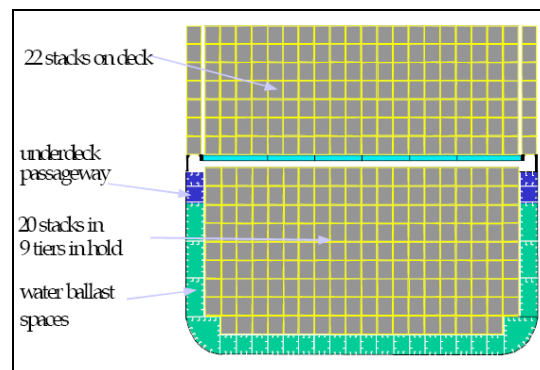 22 stacks on deck
underdeck
passageway
20 stacks in
9 tiers in hold
water ballast
spaces